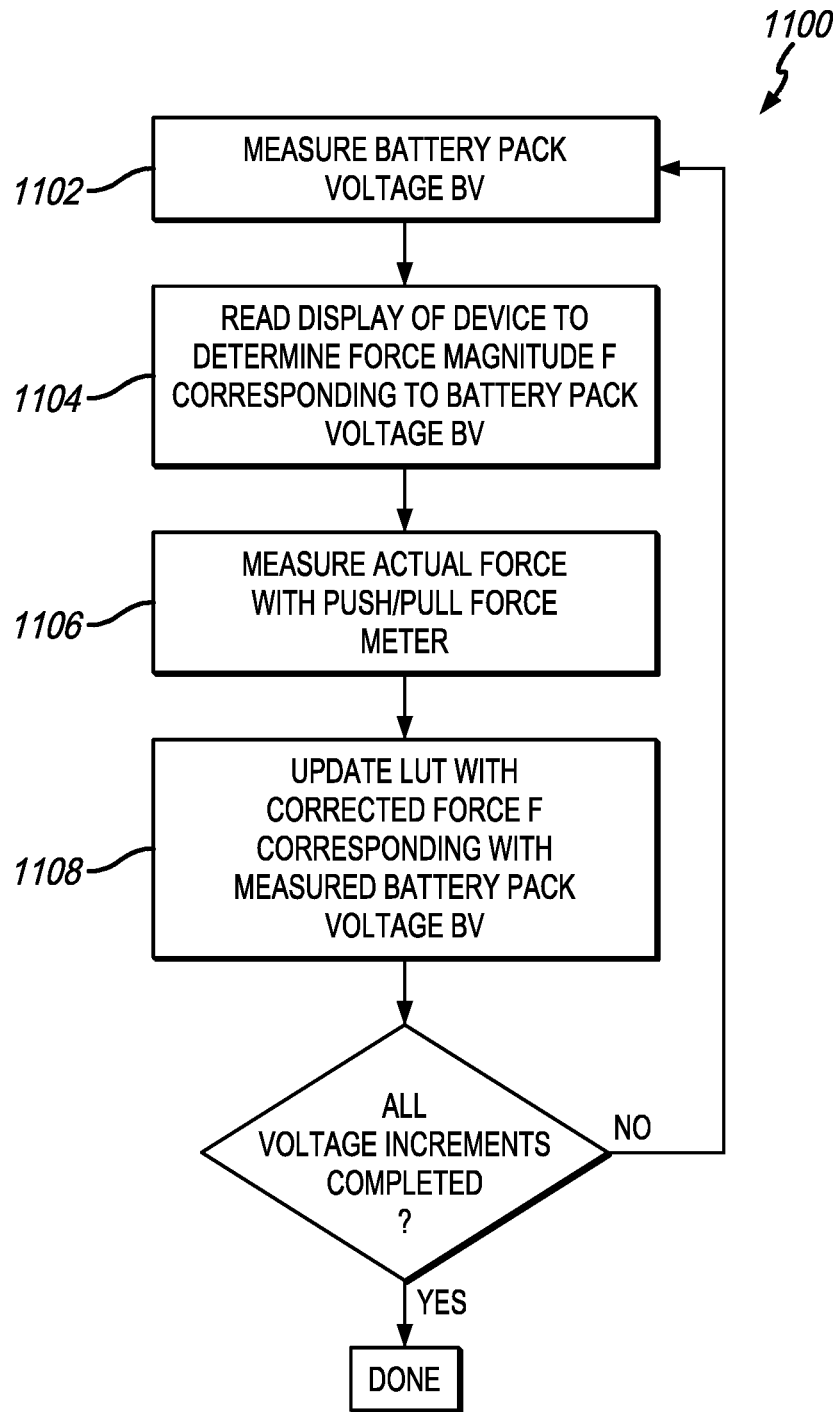 1100
MEASURE BATTERY PACK
VOLTAGE BV
1102
READ DISPLAY OF DEVICE TO
DETERMINE FORCE MAGNITUDE F
CORRESPONDING TO BATTERY PACK
VOLTAGE BV
1104
MEASURE ACTUAL FORCE
WITH PUSH/PULL FORCE
METER
1106
UPDATE LUT WITH
CORRECTED FORCE F
CORRESPONDING WITH
MEASURED BATTERY PACK
VOLTAGE BV
1108
ALL
VOLTAGE INCREMENTS
COMPLETED
?
NO
YES
DONE